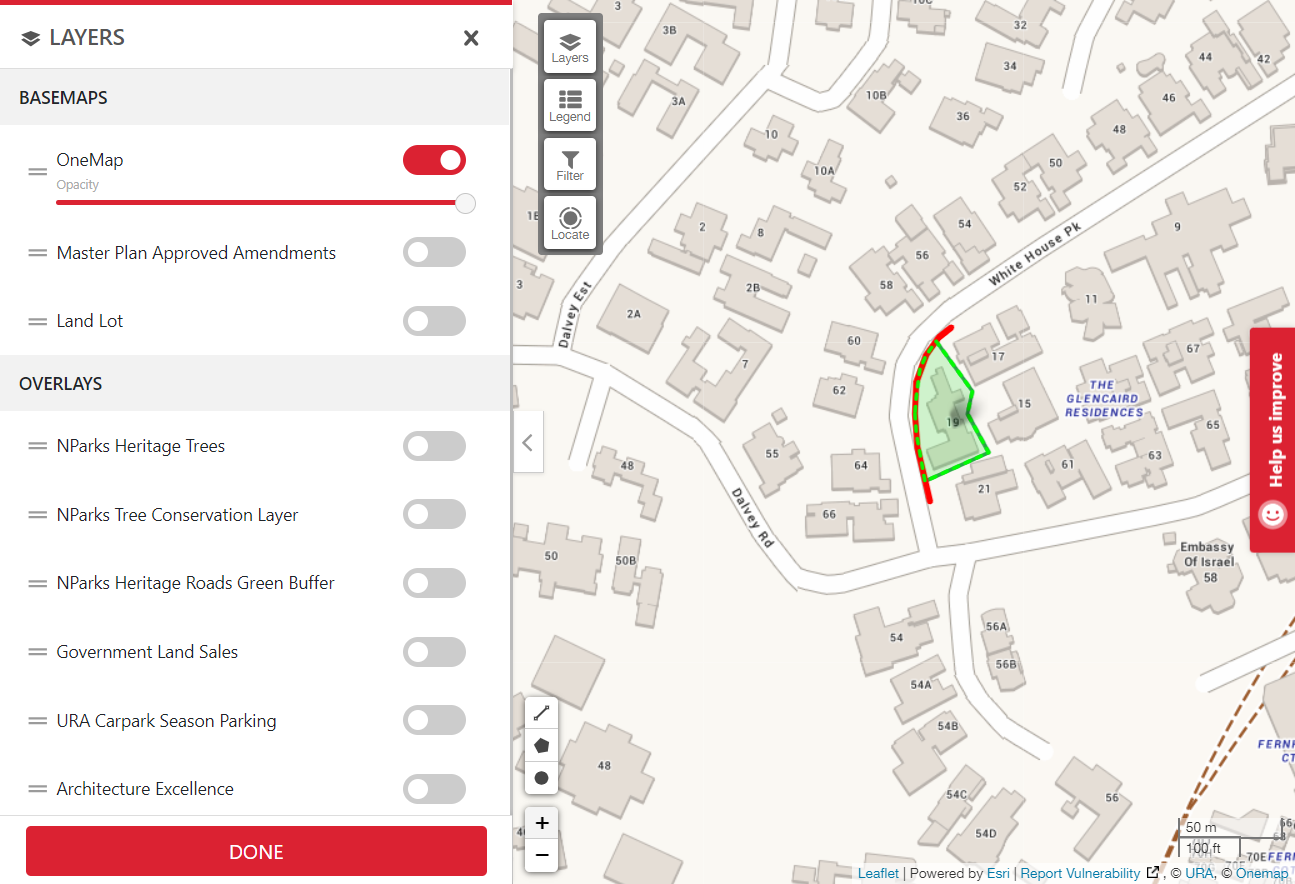 LAYERS
BASEMAPS
OneMap
Opacity
Master Plan Approved Amendments
Land Lot
OVERLAYS
NParks Heritage Trees
NParks Tree Conservation Layer
NParks Heritage Roads Green Buffer
Government Land Sales
URA Carpark Season Parking
Architecture Excellence
DONE
Layers
Legend
Filter
Locate
3
3B
3A
10B
10
10A
32
34
36
44
42
46
48
50
52
54
56
58
2
8
2B
2A
3
7
60
62
9
11
17
15
19
21
67
65
63
61
55
64
66
48
50
50B
White House Pk
Dalvey Est
Dalvey Rd
THE
GLENCAIRD
RESIDENCES
Embassy
Of Israel
58
54
54A
54B
54C
54D
56A
56B
56
48
Help us improve
+
−
50 m
100 ft
70E
Leaflet | Powered by Esri | Report Vulnerability , © URA, © Onemap